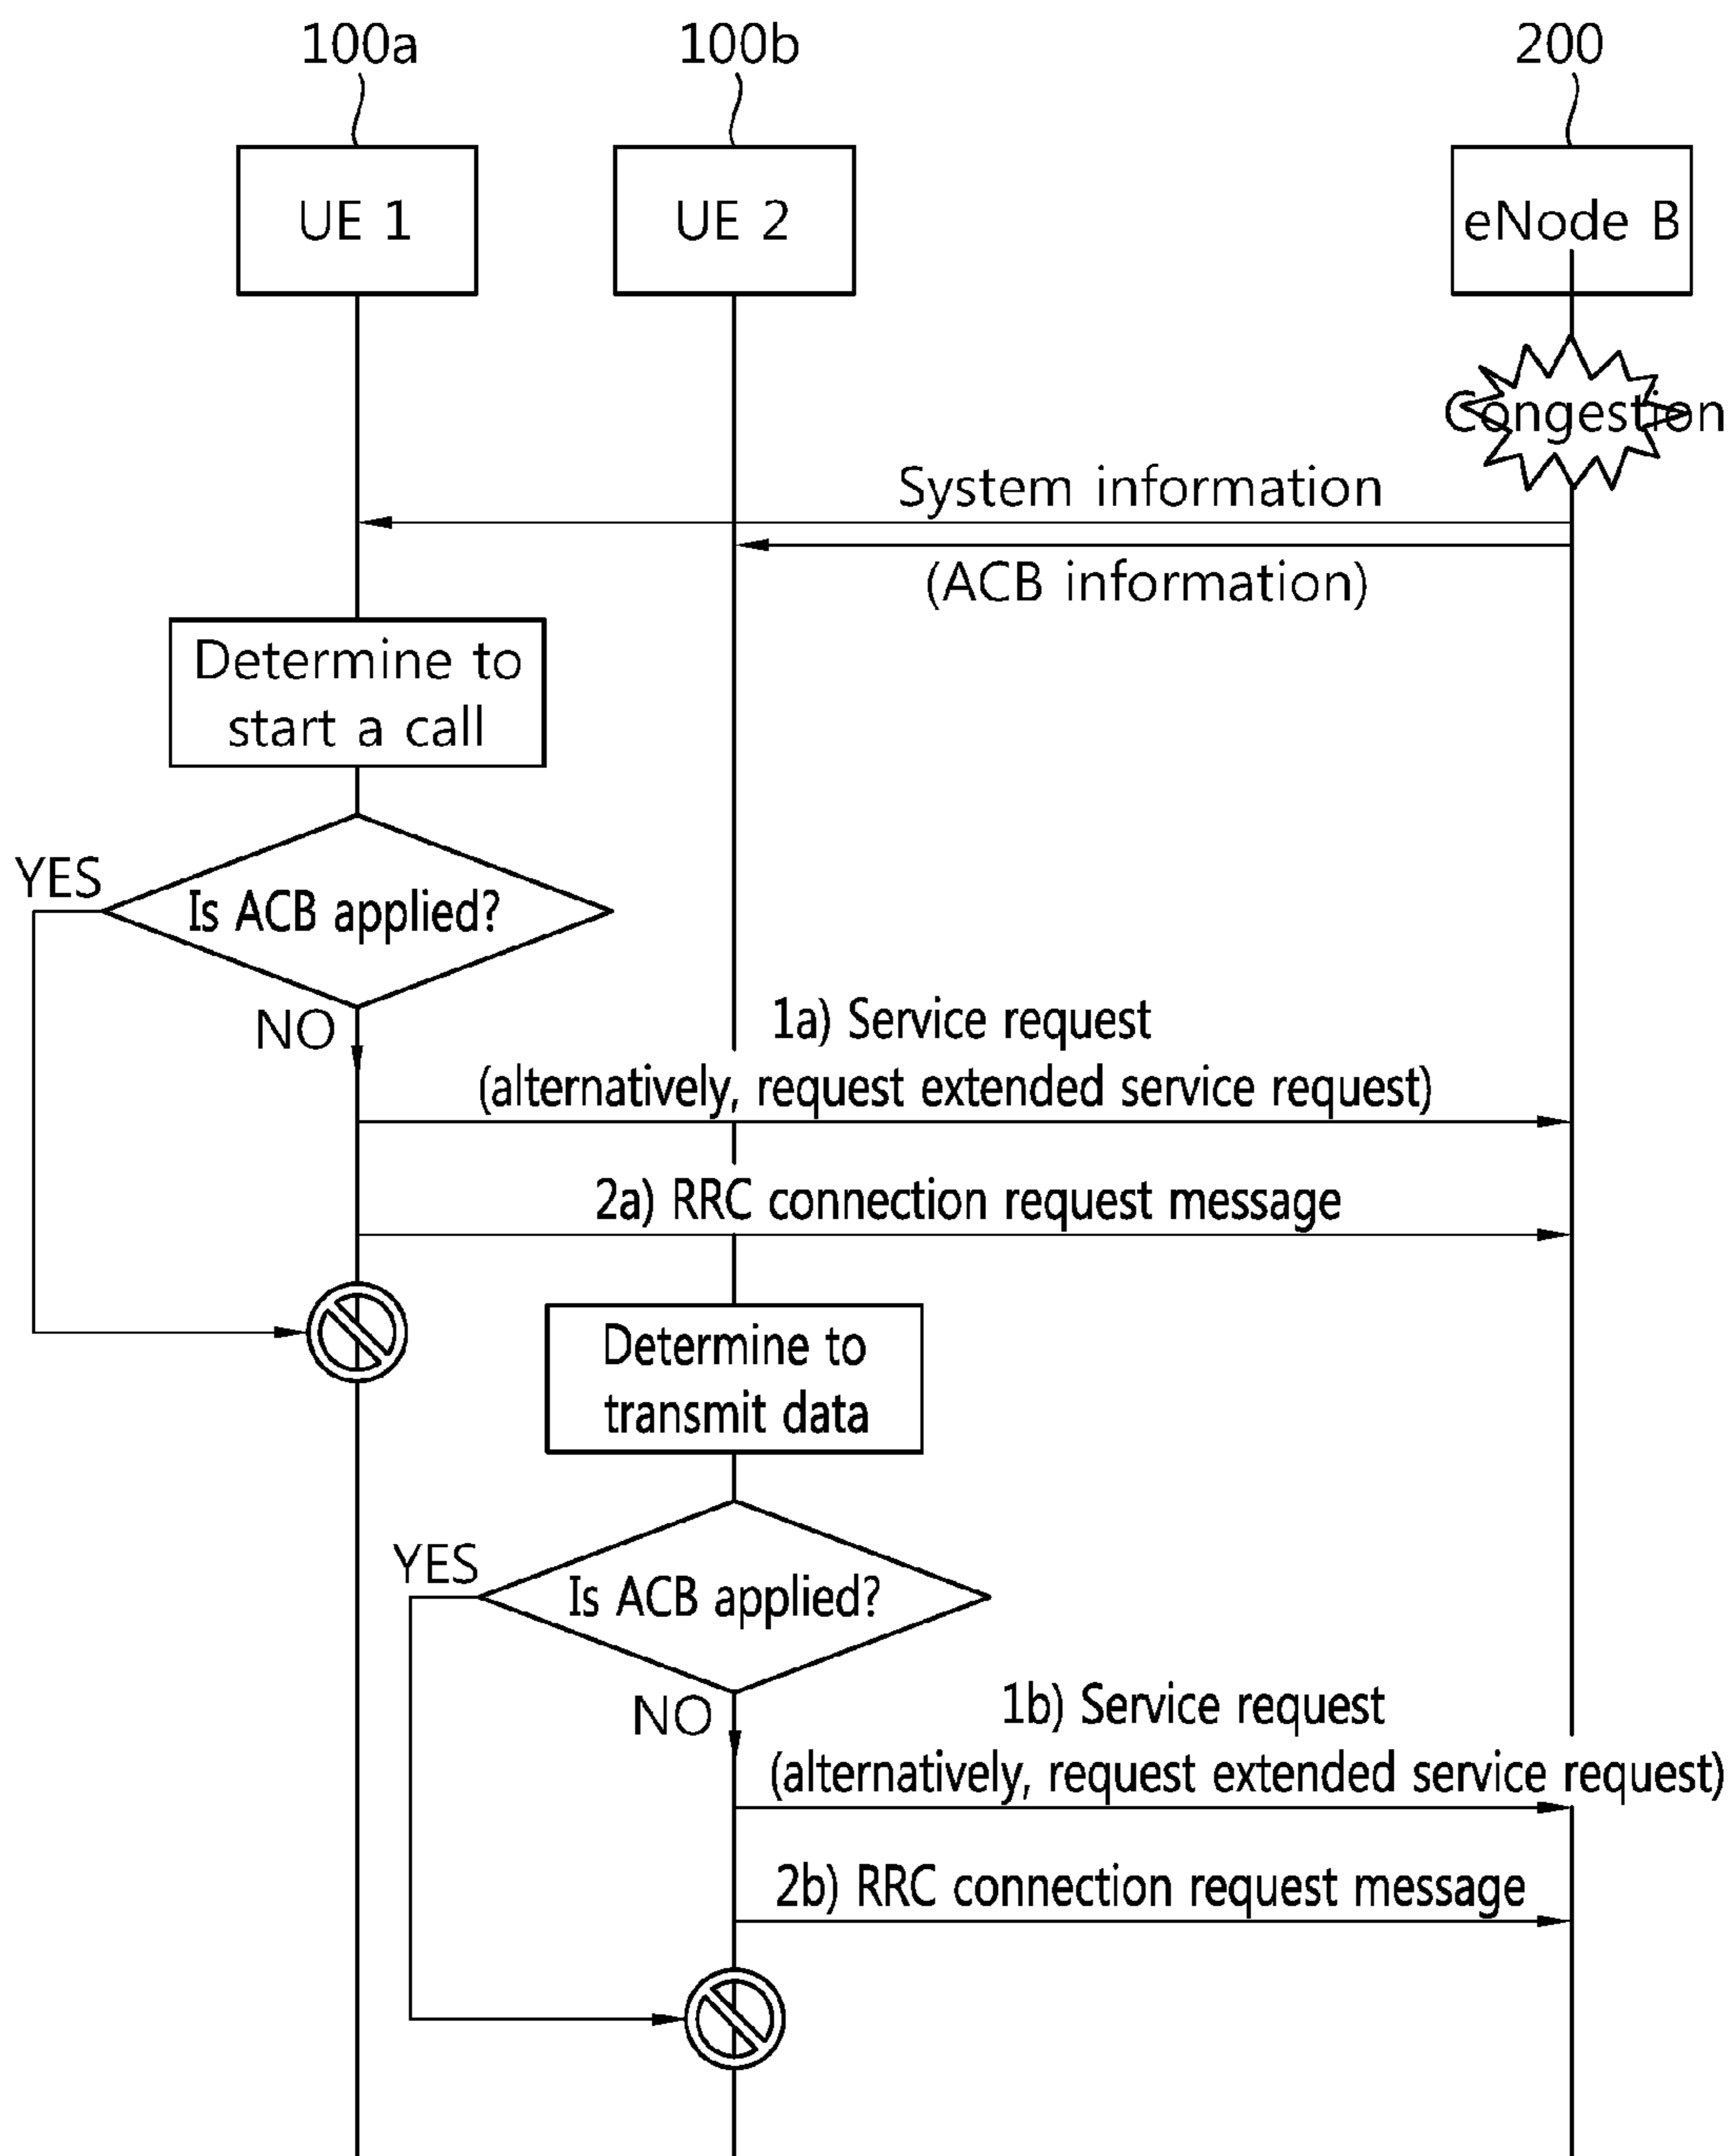 100a
100b
200
UE 1
UE 2
eNode B
Congestion
System information
(ACB information)
Determine to
start a call
YES
Is ACB applied?
NO
1a) Service request
(alternatively, request extended service request)
2a) RRC connection request message
Determine to
transmit data
YES
Is ACB applied?
NO
1b) Service request
(alternatively, request extended service request)
2b) RRC connection request message